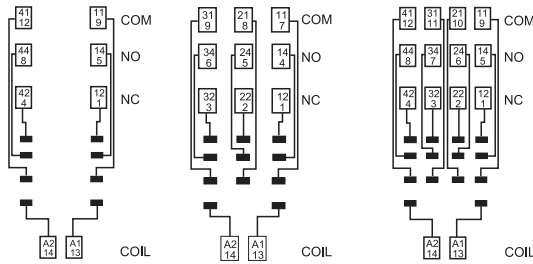 41 11 COM
12 9
44 14 NO
8 5
42 12 NC
4 1
A2 A1 COIL
14 13
31 21 11 COM
9 8 7
34 24 14 NO
6 5 4
32 22 12 NC
3 2 1
A2 A1 COIL
14 13
41 31 21 11 COM
12 11 10 9
44 34 24 14 NO
8 7 6 5
42 32 22 12 NC
4 3 2 1
A2 A1 COIL
14 13